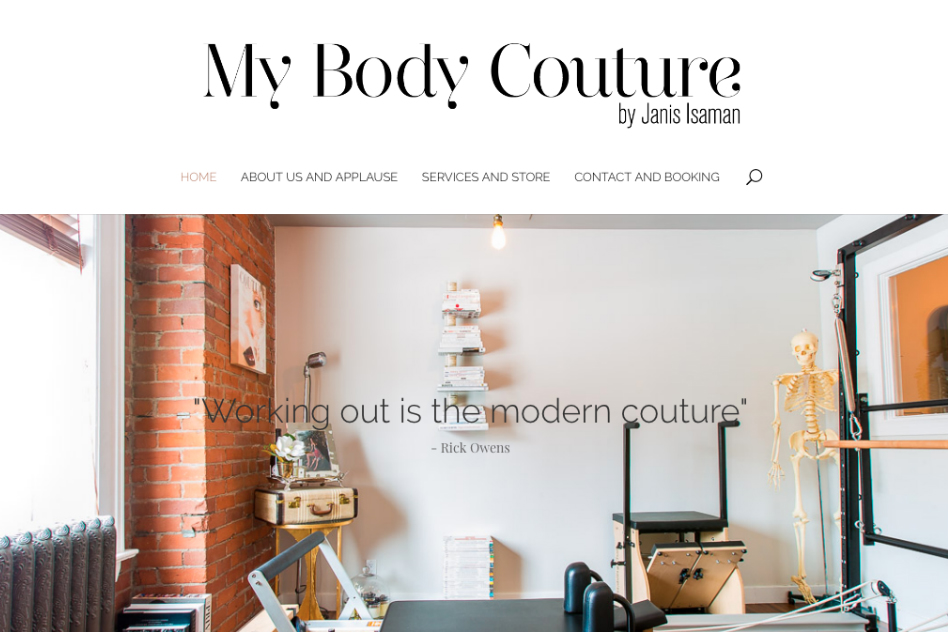 My Body Couture
by Janis Isaman
HOME
ABOUT US AND APPLAUSE
SERVICES AND STORE
CONTACT AND BOOKING
"Working out is the modern couture"
- Rick Owens